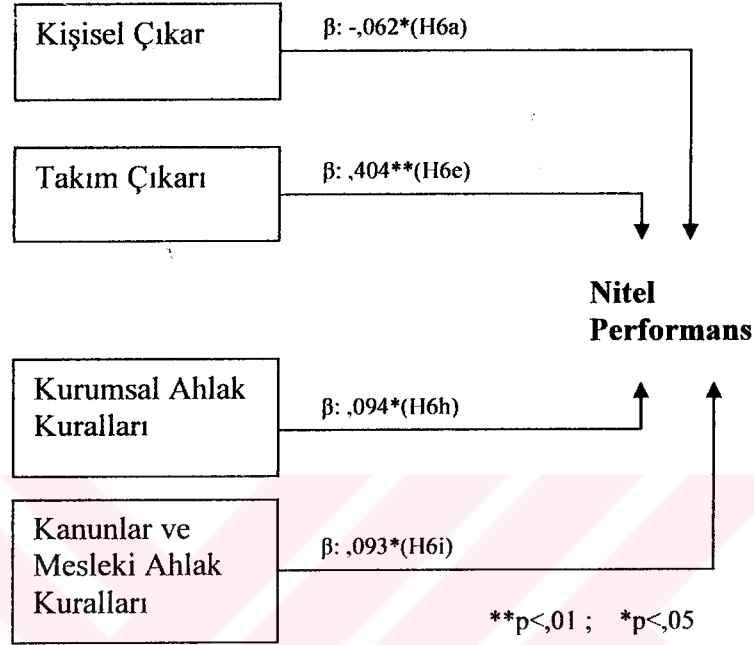 Kişisel Çıkar
β: -,062*(H6a)
Takım Çıkarı
β: ,404**(H6e)
Nitel
Performans
Kurumsal Ahlak
Kuralları
β: ,094*(H6h)
Kanunlar ve
Mesleki Ahlak
Kuralları
β: ,093*(H6i)
**p<,01 ; *p<,05